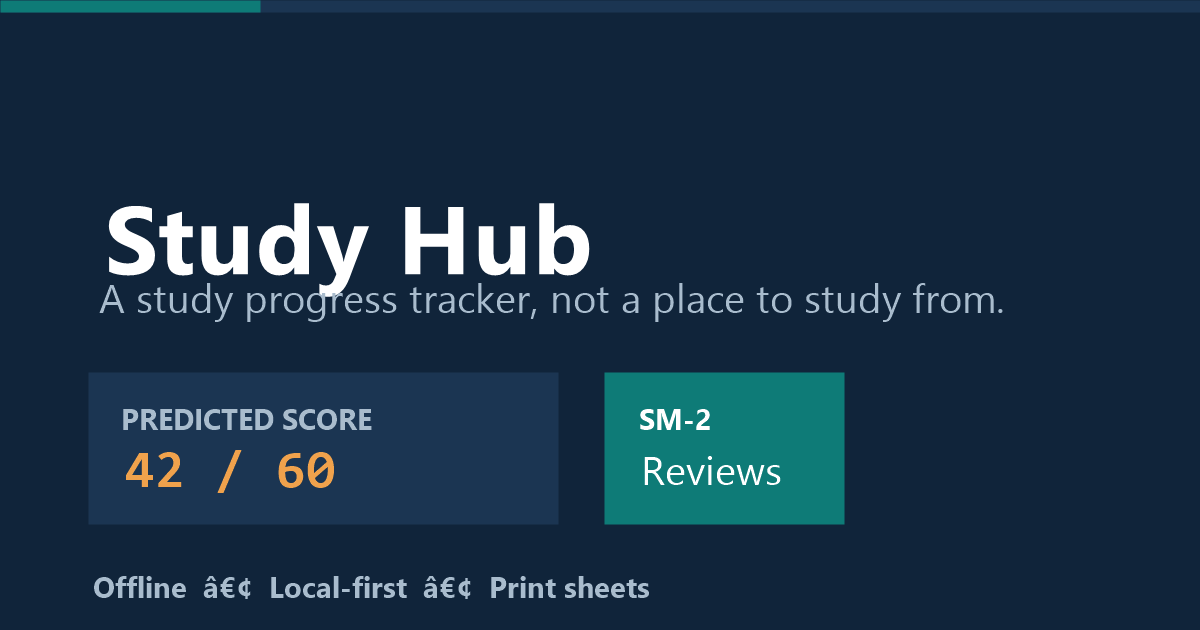 Study Hub
A study progress tracker, not a place to study from.
PREDICTED SCORE
42 / 60
SM-2
Reviews
Offline â€¢ Local-first â€¢ Print sheets